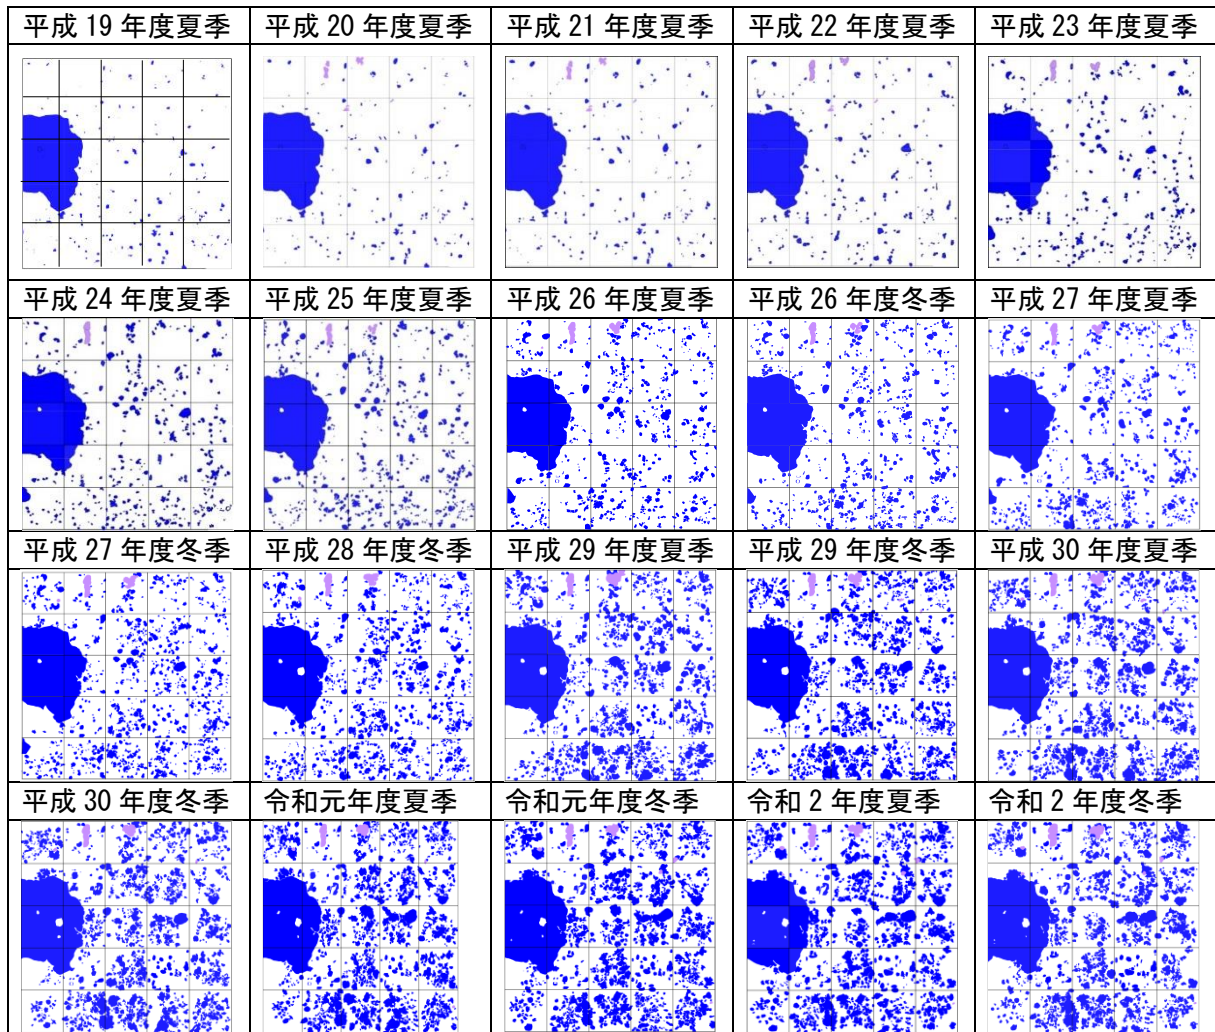 平成 19 年度夏季 平成 20 年度夏季 平成 21 年度夏季 平成 22 年度夏季 平成 23 年度夏季
平成 24 年度夏季 平成 25 年度夏季 平成 26 年度夏季 平成 26 年度冬季 平成 27 年度夏季
平成 27 年度冬季 平成 28 年度冬季 平成 29 年度夏季 平成 29 年度冬季 平成 30 年度夏季
平成 30 年度冬季 令和元年度夏季 令和元年度冬季 令和 2 年度夏季 令和 2 年度冬季